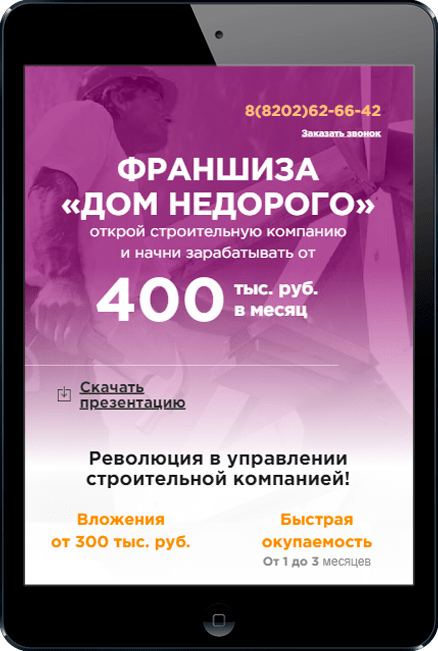 8(8202)62-66-42
Заказать звонок
ФРАНШИЗА
«ДОМ НЕДОРОГО»
открой строительную компанию
и начни зарабатывать от
400 тыс. руб.
в месяц
Скачать
презентацию
Революция в управлении
строительной компанией!
Вложения
от 300 тыс. руб.
Быстрая
окупаемость
От 1 до 3 месяцев